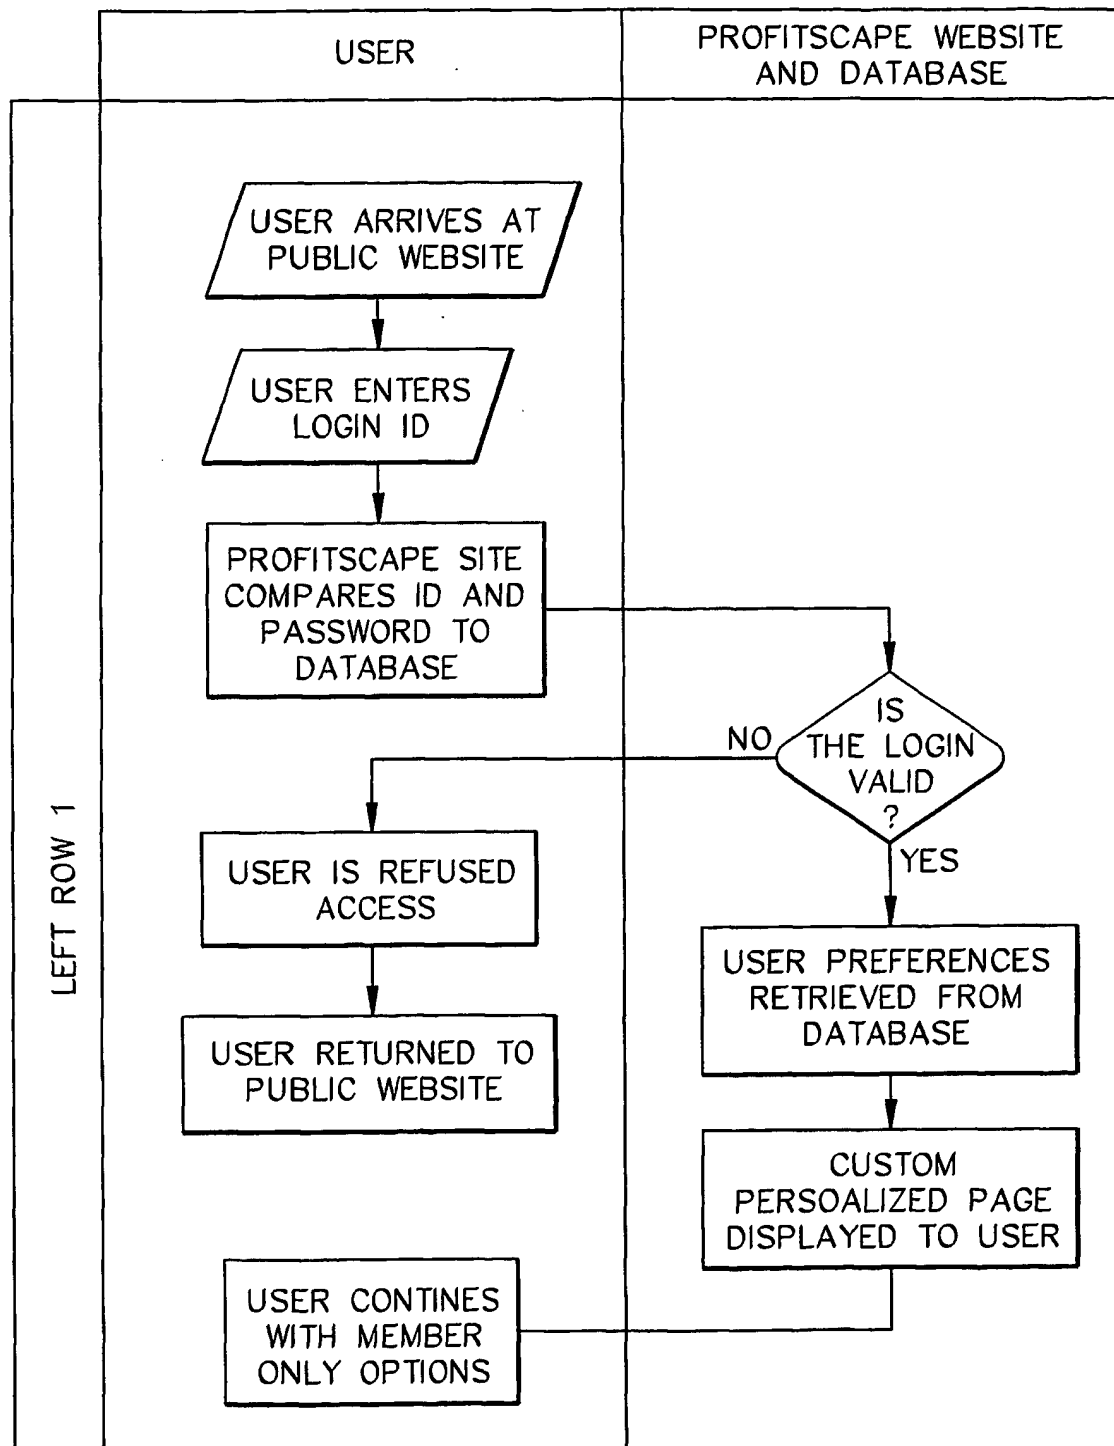 USER
PROFITSCAPE WEBSITE
AND DATABASE
USER ARRIVES AT
PUBLIC WEBSITE
USER ENTERS
LOGIN ID
PROFITSCAPE SITE
COMPARES ID AND
PASSWORD TO
DATABASE
IS
THE LOGIN
VALID
?
NO
YES
LEFT ROW 1
USER IS REFUSED
ACCESS
USER PREFERENCES
RETRIEVED FROM
DATABASE
USER RETURNED TO
PUBLIC WEBSITE
CUSTOM
PERSOALIZED PAGE
DISPLAYED TO USER
USER CONTINES
WITH MEMBER
ONLY OPTIONS